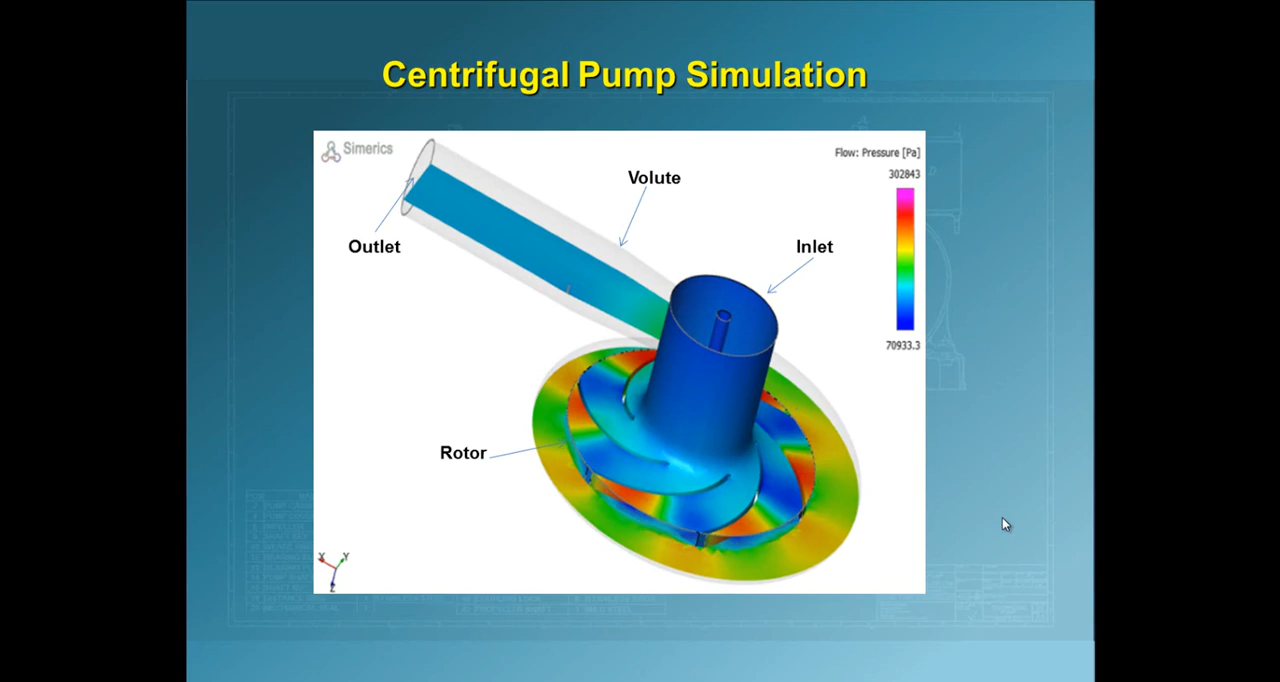 Centrifugal Pump Simulation
Simerics
Flow: Pressure [Pa]
302843
Volute
Outlet
Inlet
70933.3
Rotor
X
Y
Z